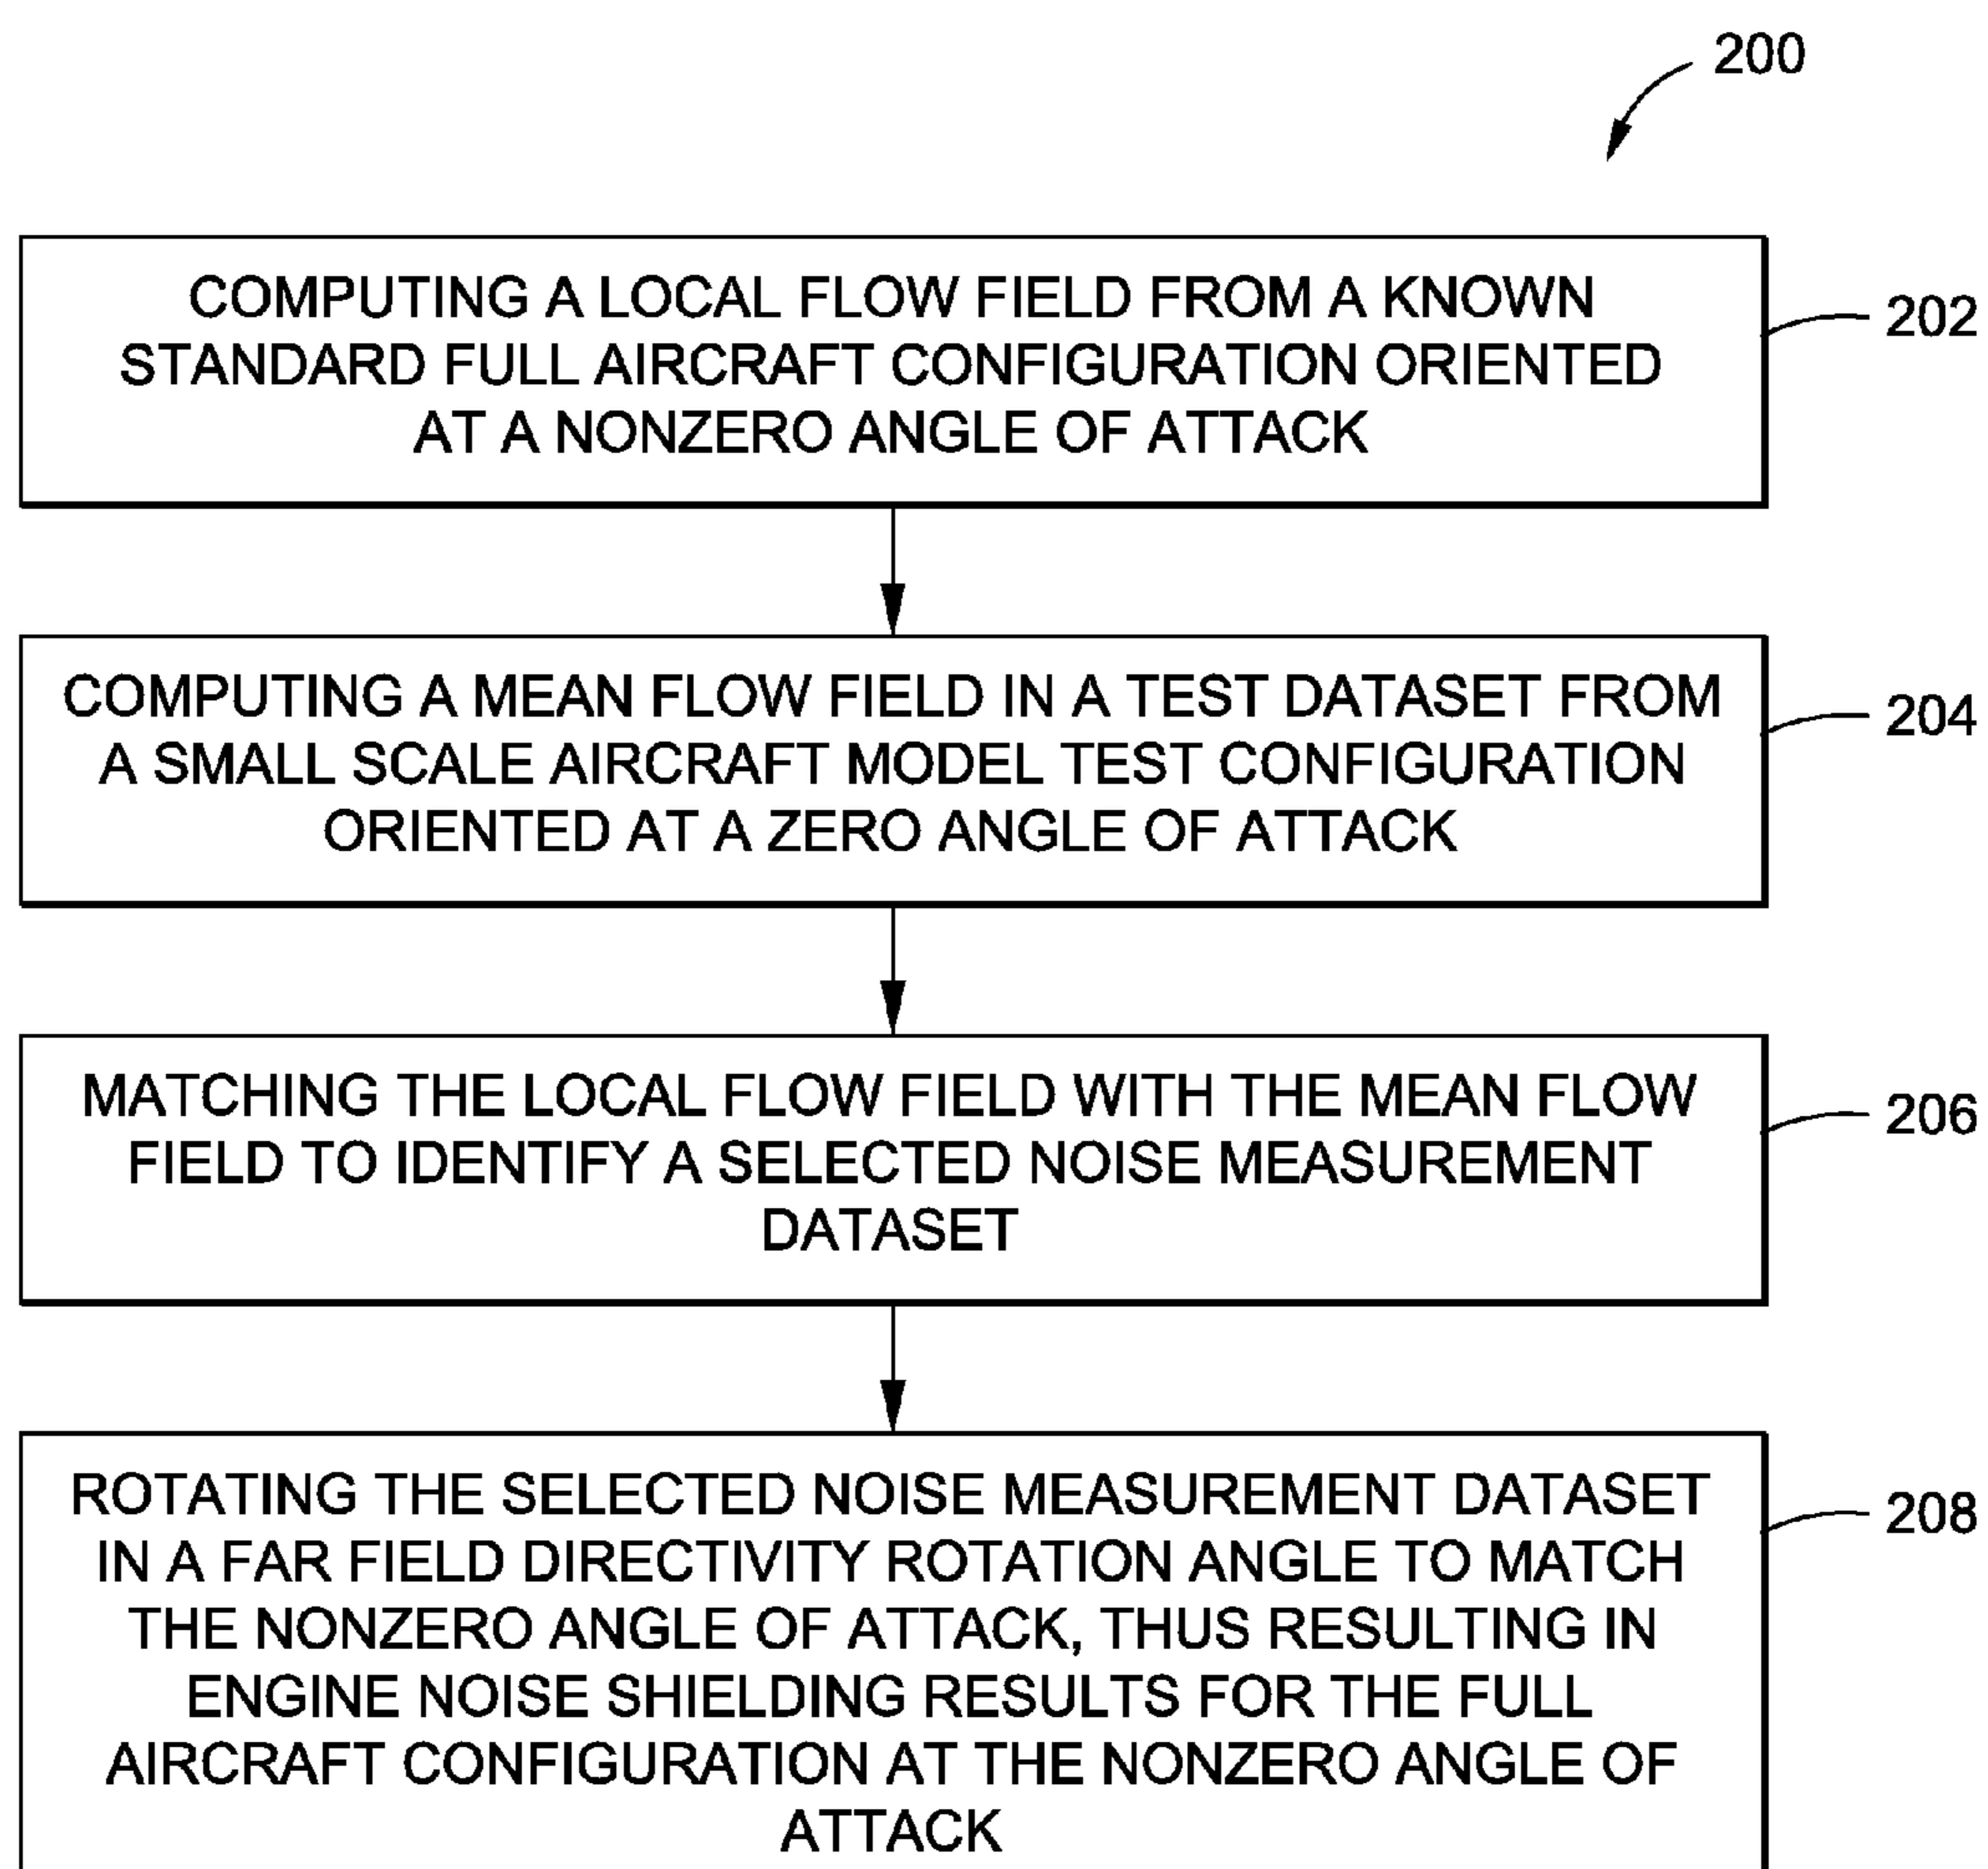 200
COMPUTING A LOCAL FLOW FIELD FROM A KNOWN
STANDARD FULL AIRCRAFT CONFIGURATION ORIENTED
AT A NONZERO ANGLE OF ATTACK
202
COMPUTING A MEAN FLOW FIELD IN A TEST DATASET FROM
A SMALL SCALE AIRCRAFT MODEL TEST CONFIGURATION
ORIENTED AT A ZERO ANGLE OF ATTACK
204
MATCHING THE LOCAL FLOW FIELD WITH THE MEAN FLOW
FIELD TO IDENTIFY A SELECTED NOISE MEASUREMENT
DATASET
206
ROTATING THE SELECTED NOISE MEASUREMENT DATASET
IN A FAR FIELD DIRECTIVITY ROTATION ANGLE TO MATCH
THE NONZERO ANGLE OF ATTACK, THUS RESULTING IN
ENGINE NOISE SHIELDING RESULTS FOR THE FULL
AIRCRAFT CONFIGURATION AT THE NONZERO ANGLE OF
ATTACK
208